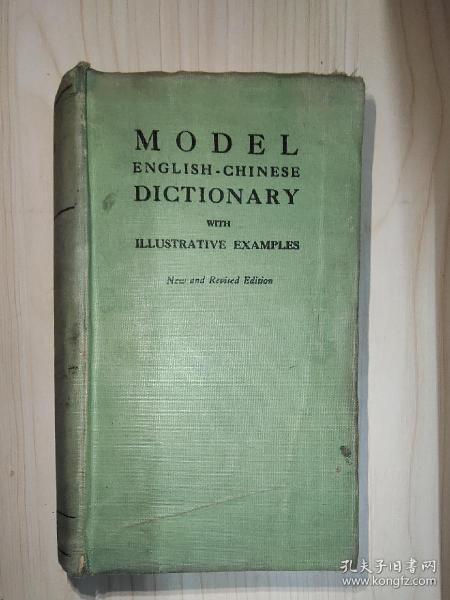 MODEL
ENGLISH-CHINESE
DICTIONARY
WITH
ILLUSTRATIVE EXAMPLES
New and Revised Edition
孔夫子旧书网
www.kongfz.com